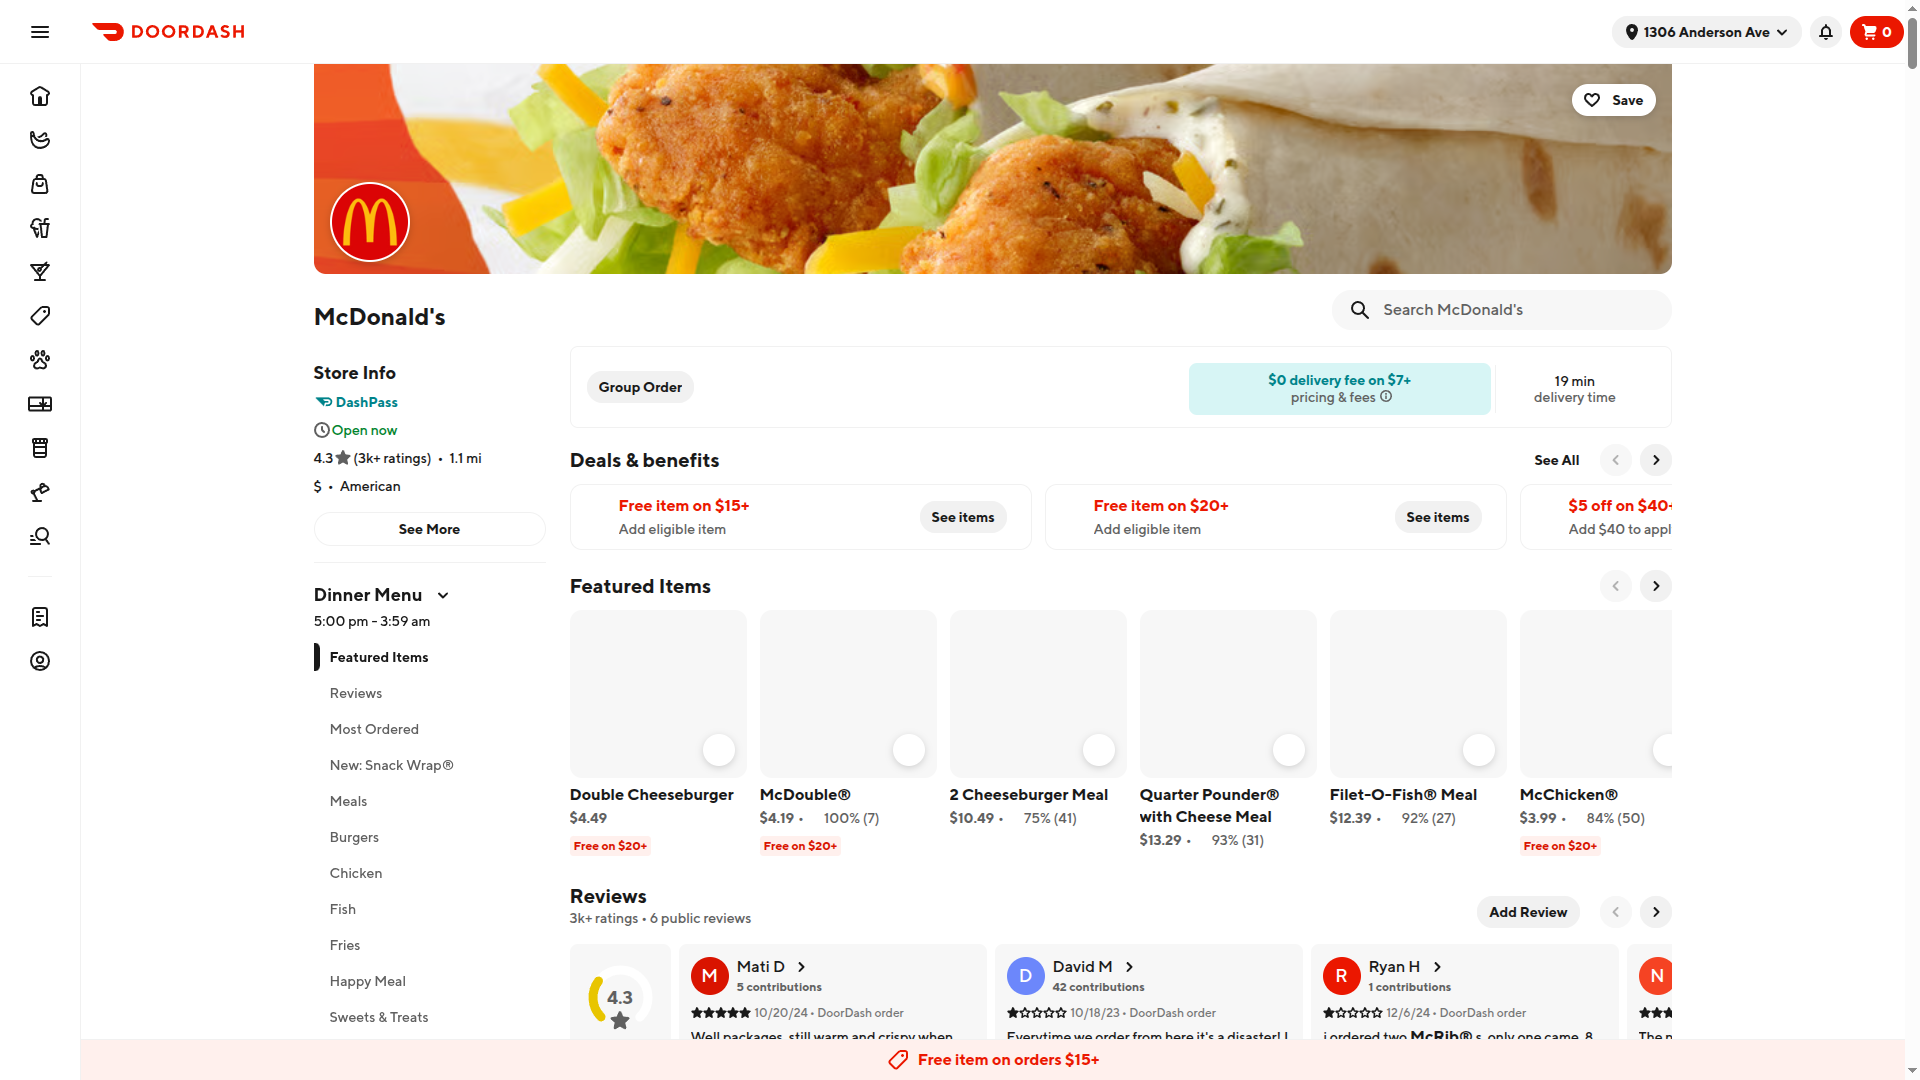 DOORDASH
1306 Anderson Ave
0
Save
McDonald's
Search McDonald's
Store Info
DashPass
Open now
4.3 (3k+ ratings) • 1.1 mi
$ • American
See More
Group Order
$0 delivery fee on $7+
pricing & fees
19 min
delivery time
Deals & benefits
See All
Free item on $15+
Add eligible item
See items
Free item on $20+
Add eligible item
See items
$5 off on $40+
Add $40 to appl
Dinner Menu
5:00 pm - 3:59 am
Featured Items
Reviews
Most Ordered
New: Snack Wrap®
Meals
Burgers
Chicken
Fish
Fries
Happy Meal
Sweets & Treats
Featured Items
Double Cheeseburger
$4.49
Free on $20+
McDouble®
$4.19 • 100% (7)
Free on $20+
2 Cheeseburger Meal
$10.49 • 75% (41)
Quarter Pounder®
with Cheese Meal
$13.29 • 93% (31)
Filet-O-Fish® Meal
$12.39 • 92% (27)
McChicken®
$3.99 • 84% (50)
Free on $20+
Reviews
3k+ ratings • 6 public reviews
Add Review
4.3
M
Mati D
5 contributions
10/20/24 • DoorDash order
Well packages, still warm and crispy when
D
David M
42 contributions
10/18/23 • DoorDash order
Everytime we order from here it's a disaster! I
R
Ryan H
1 contributions
12/6/24 • DoorDash order
i ordered two McRib® s, only one came. 8
N
The n
Free item on orders $15+